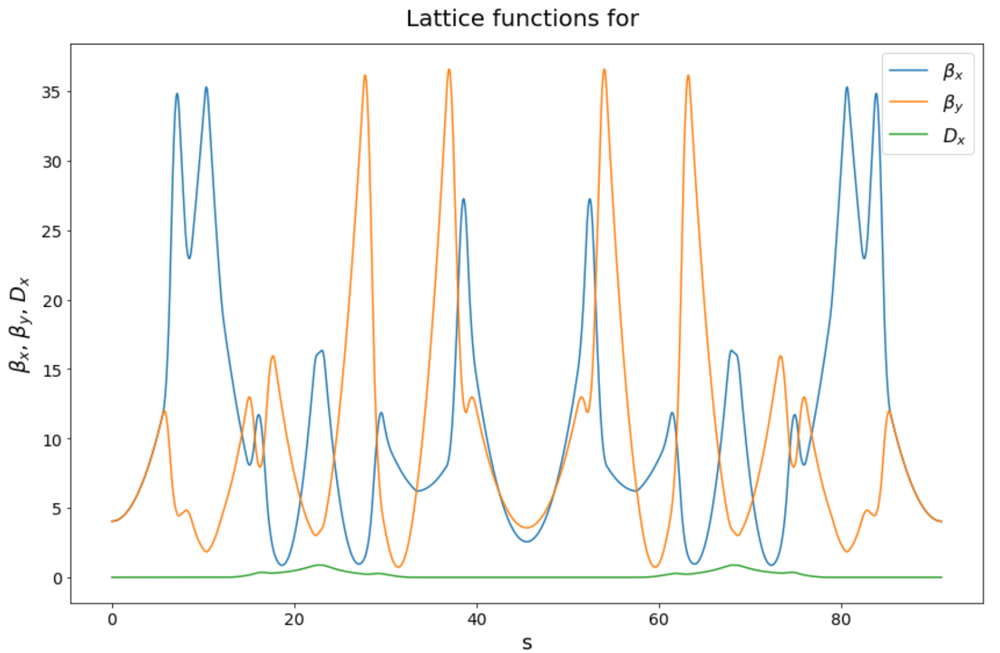 Lattice functions for
βx
βy
Dx
βx, βy, Dx
35
30
25
20
15
10
5
0
0 20 40 60 80
s